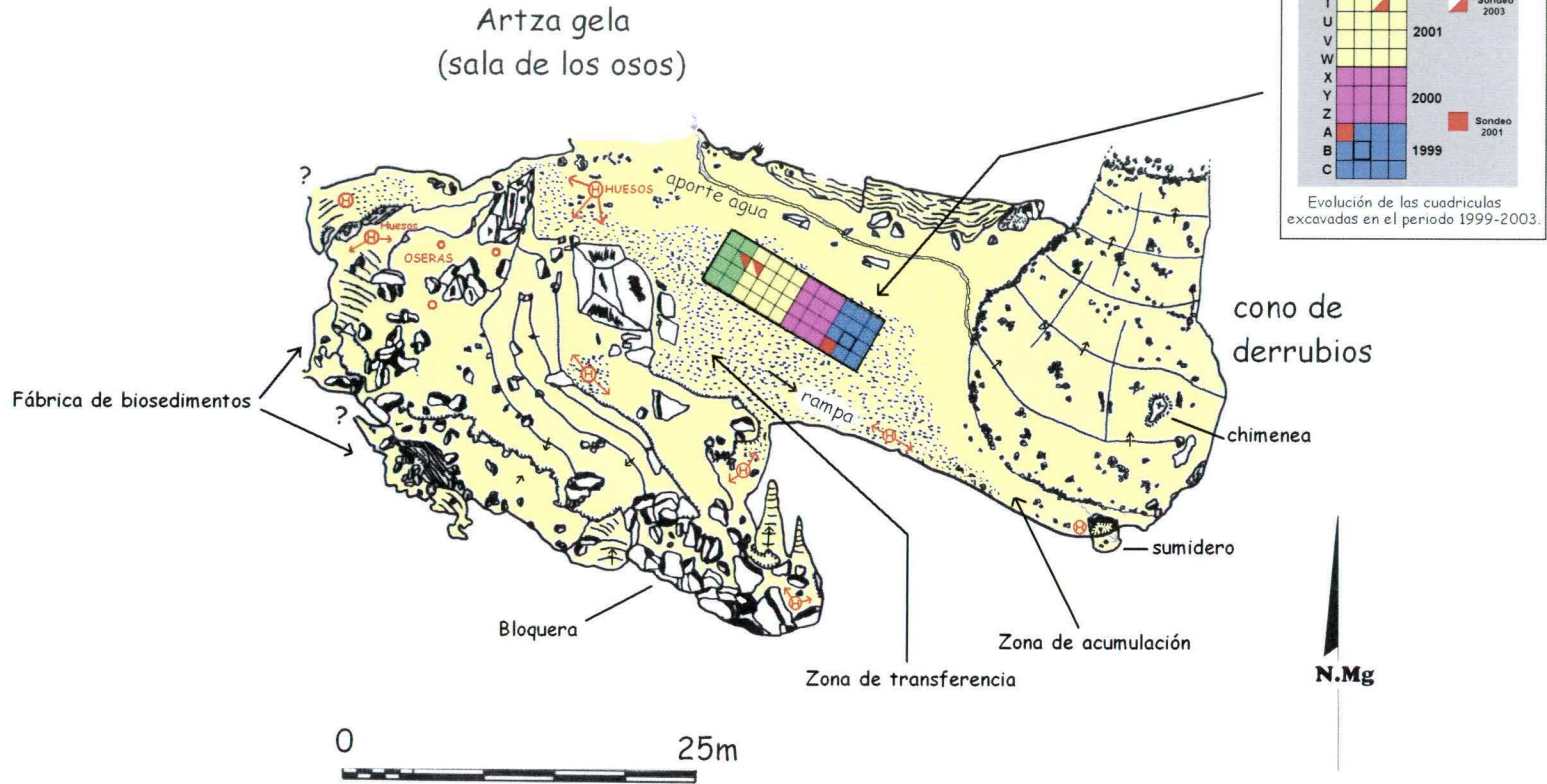 Artza gela
(sala de los osos)
T
U
V
W
X
Y
Z
A
B
C
2001
2000
1999
Sondeo
2003
Sondeo
2001
Evolución de las cuadriculas
excavadas en el periodo 1999-2003.
?
H
H
Huesos
OSERAS
H HUESOS
aporte agua
rampa
H
H
H
H
H
cono de
derrubios
chimenea
sumidero
Fábrica de biosedimentos
?
Bloquera
Zona de acumulación
Zona de transferencia
N.Mg
0 25m